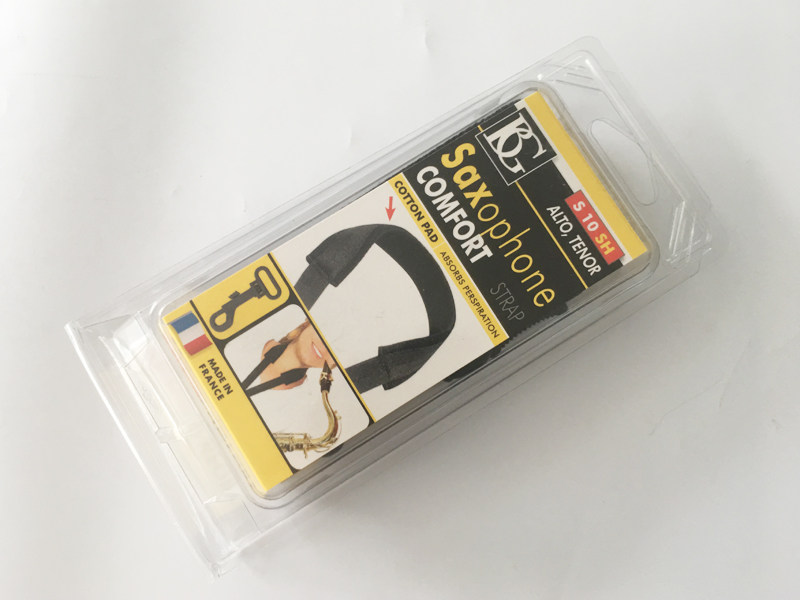 BG
Saxophone
COMFORT
STRAP
S 10 SH
ALTO, TENOR
COTTON PAD
ABSORBS PERSPIRATION
MADE IN
FRANCE